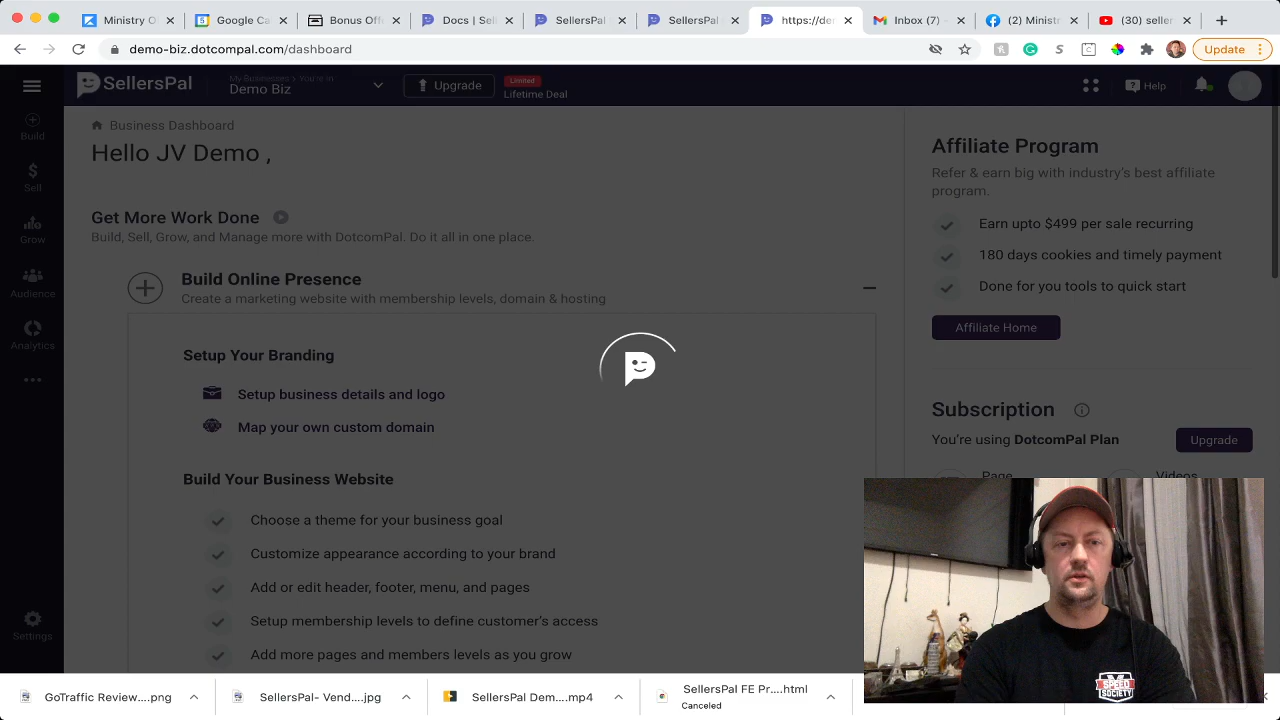 Ministry O
Google Ca
Bonus Offe
Docs | Sell
SellersPal
SellersPal
https://de
Inbox (7)
(2) Ministr
(30) seller
demo-biz.dotcompal.com/dashboard
Update
SellersPal
My Businesses's, You're in
Demo Biz
Upgrade
Limited
Lifetime Deal
Help
Build
Sell
Grow
Audience
Analytics
Settings
Business Dashboard
Hello JV Demo ,
Get More Work Done
Build, Sell, Grow, and Manage more with DotcomPal. Do it all in one place.
Build Online Presence
Create a marketing website with membership levels, domain & hosting
Setup Your Branding
Setup business details and logo
Map your own custom domain
Build Your Business Website
Choose a theme for your business goal
Customize appearance according to your brand
Add or edit header, footer, menu, and pages
Setup membership levels to define customer's access
Add more pages and members levels as you grow
Affiliate Program
Refer & earn big with industry's best affiliate
program.
Earn upto $499 per sale recurring
180 days cookies and timely payment
Done for you tools to quick start
Affiliate Home
Subscription
You're using DotcomPal Plan
Upgrade
Page
Videos
SPEED
SOCIETY
GoTraffic Review....png
SellersPal- Vend....jpg
SellersPal Dem....mp4
SellersPal FE Pr....html
Canceled